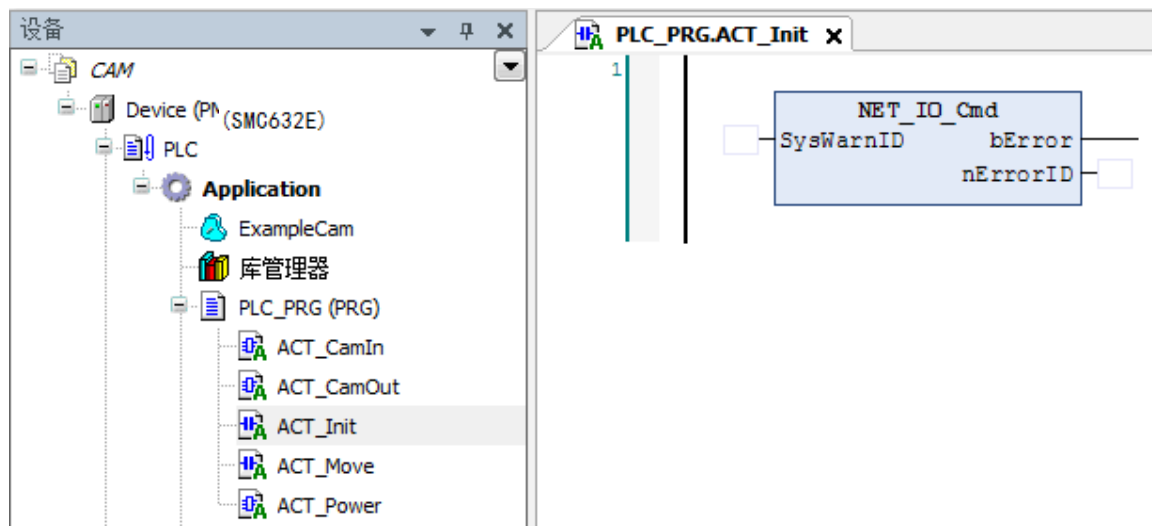 设备
CAM
Device (PM (SMC632E)
PLC
Application
ExampleCam
库管理器
PLC_PRG (PRG)
ACT_CamIn
ACT_CamOut
ACT_Init
ACT_Move
ACT_Power
PLC_PRG.ACT_Init
1
NET_IO_Cmd
SysWarnID bError
nErrorID